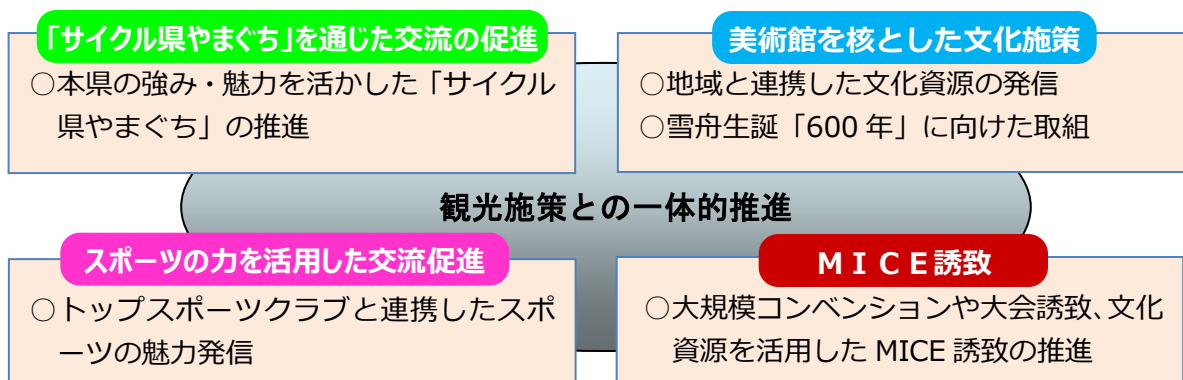 「サイクル県やまぐち」を通じた交流の促進
○本県の強み・魅力を活かした「サイクル
県やまぐち」の推進
美術館を核とした文化施策
○地域と連携した文化資源の発信
○雪舟生誕「600 年」に向けた取組
観光施策との一体的推進
スポーツの力を活用した交流促進
○トップスポーツクラブと連携したスポ
ーツの魅力発信
ＭＩＣＥ誘致
○大規模コンベンションや大会誘致、文化
資源を活用した MICE 誘致の推進